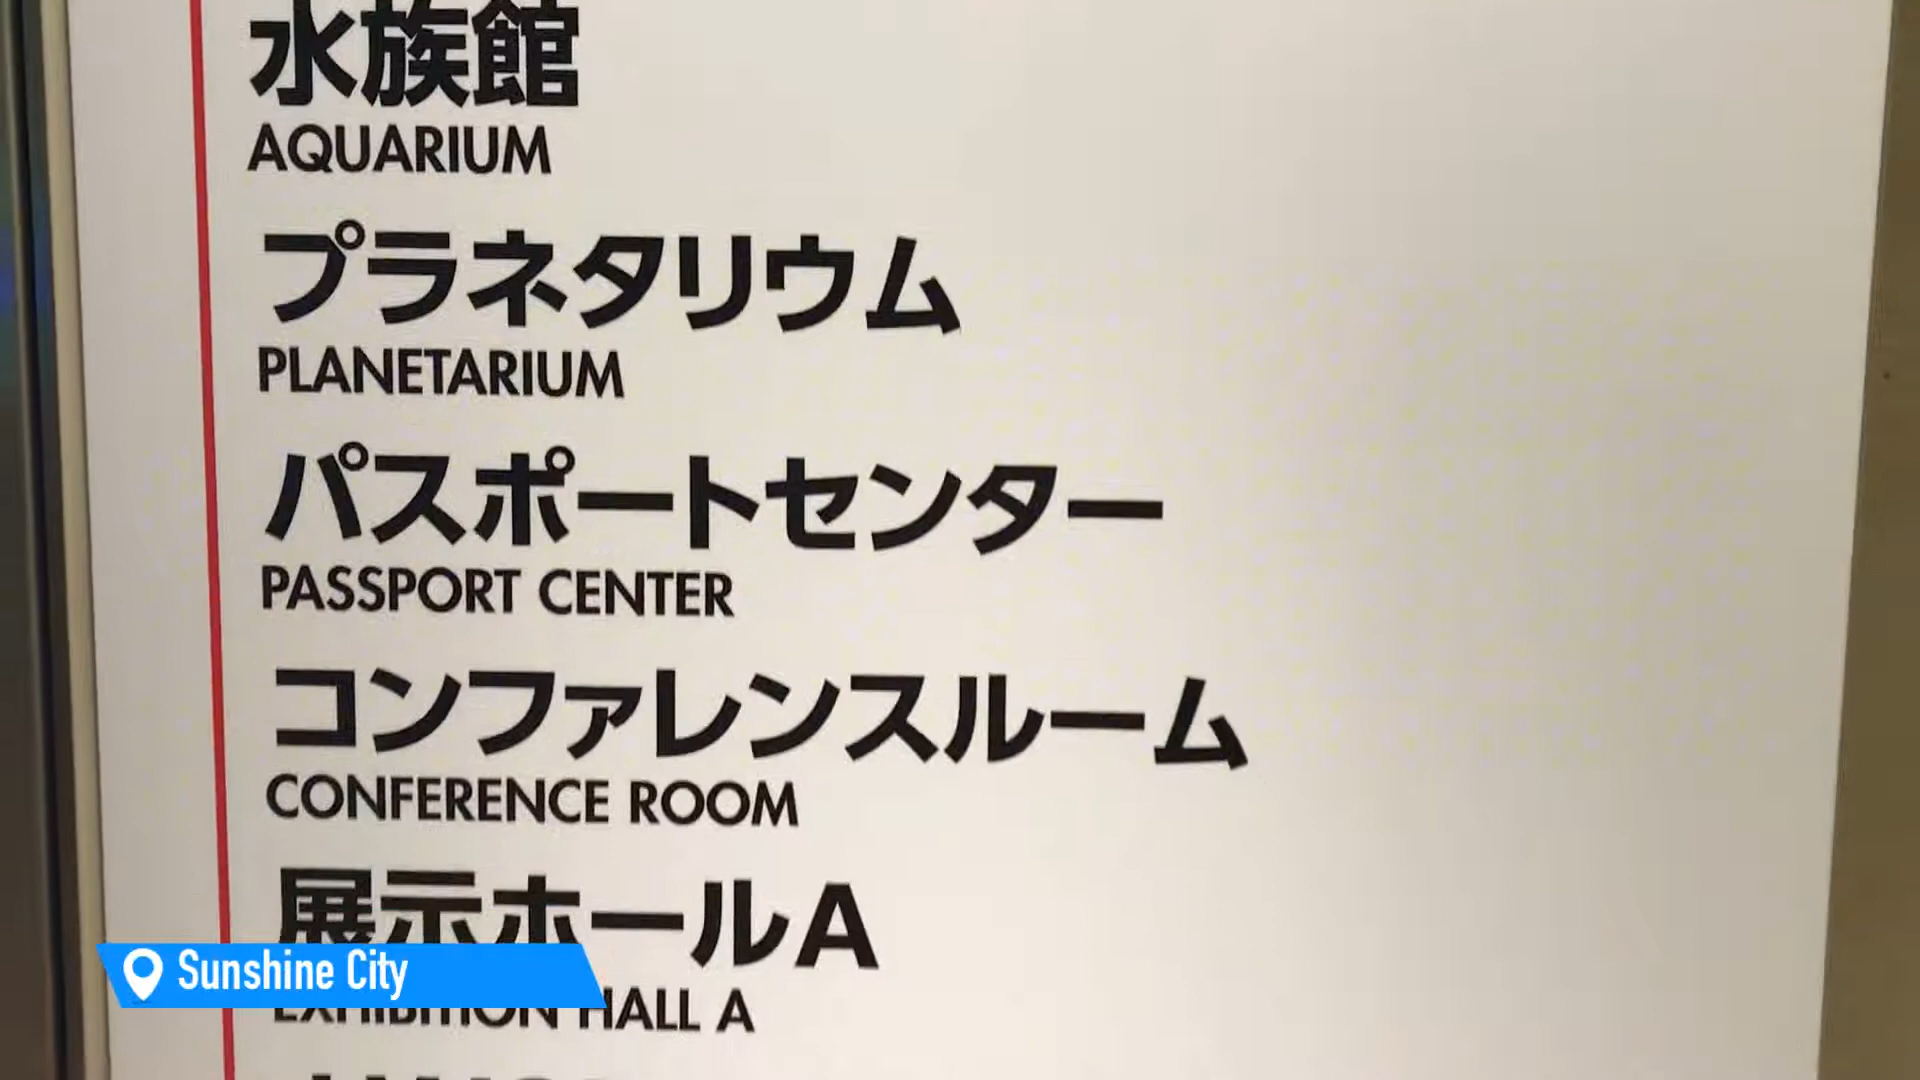 水族館
AQUARIUM
プラネタリウム
PLANETARIUM
パスポートセンター
PASSPORT CENTER
コンファレンスルーム
CONFERENCE ROOM
展示ホールA
Sunshine City
EXHIBITION HALL A